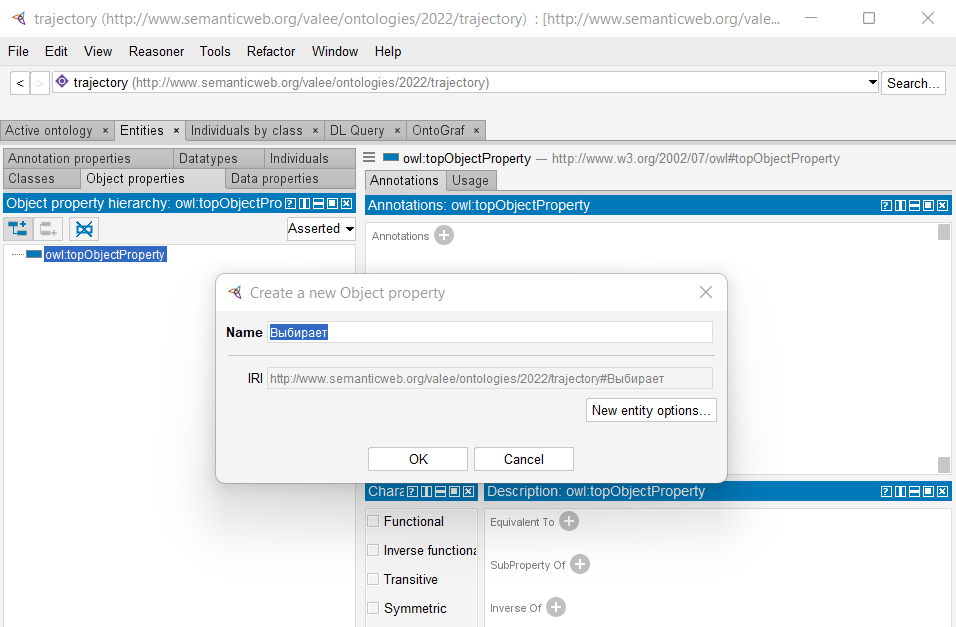 trajectory (http://www.semanticweb.org/valee/ontologies/2022/trajectory) : [http://www.semanticweb.org/vale...
File Edit View Reasoner Tools Refactor Window Help
< > trajectory (http://www.semanticweb.org/valee/ontologies/2022/trajectory) Search...
Active ontology × Entities × Individuals by class × DL Query × OntoGraf ×
Annotation properties Datatypes Individuals
Classes Object properties Data properties
Object property hierarchy: owl:topObjectPro
Asserted
owl:topObjectProperty
owl:topObjectProperty — http://www.w3.org/2002/07/owl#topObjectProperty
Annotations Usage
Annotations: owl:topObjectProperty
Annotations
Create a new Object property
Name Выбирает
IRI http://www.semanticweb.org/valee/ontologies/2022/trajectory#Выбирает
New entity options...
OK Cancel
Chara
Functional
Inverse functiona
Transitive
Symmetric
Description: owl:topObjectProperty
Equivalent To
SubProperty Of
Inverse Of